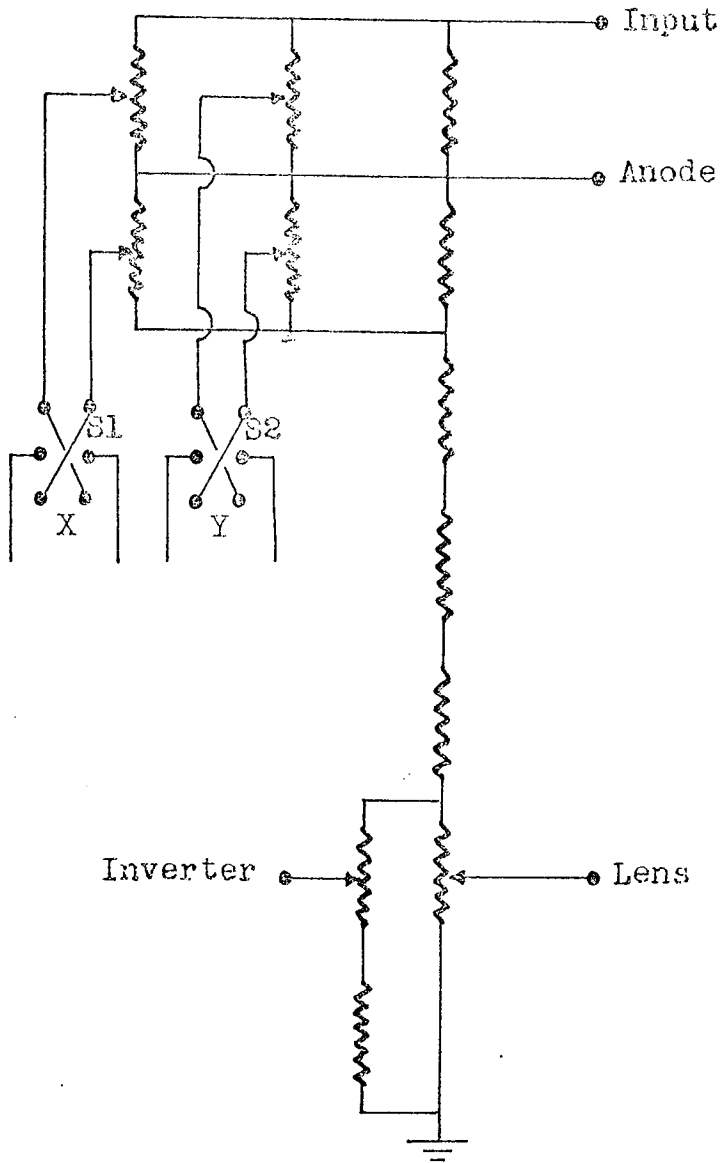 Input
Anode
S1 S2
X Y
Inverter Lens